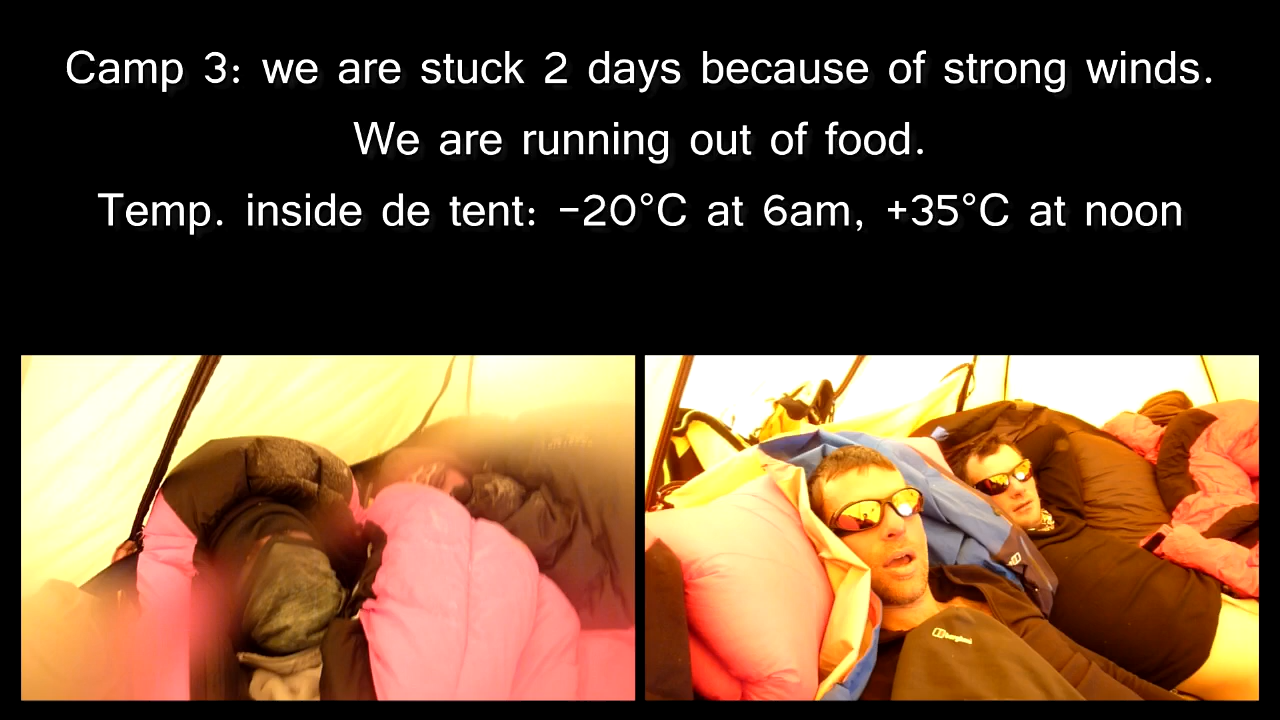 Camp 3: we are stuck 2 days because of strong winds.
We are running out of food.
Temp. inside de tent: -20°C at 6am, +35°C at noon
berghaus